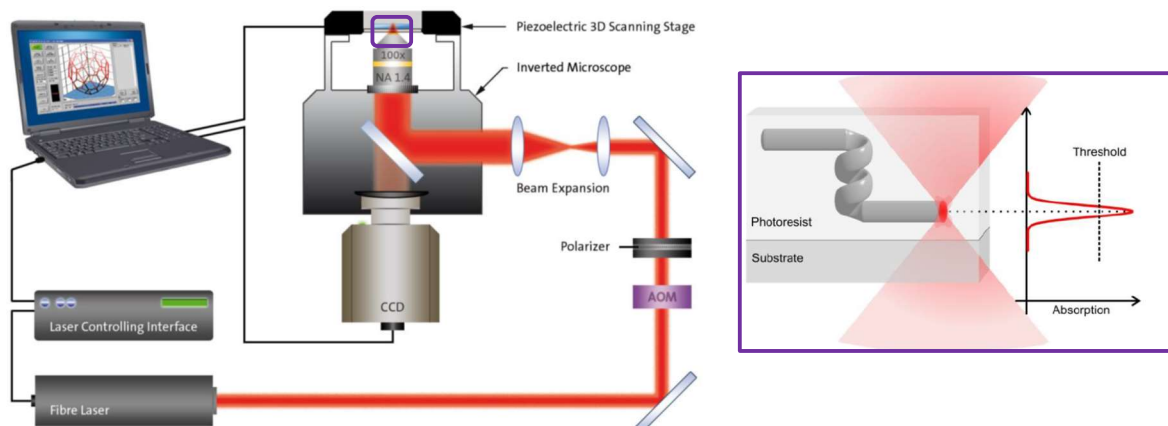 Piezoelectric 3D Scanning Stage
100x
Inverted Microscope
NA 1.4
Beam Expansion
Polarizer
AOM
CCD
Laser Controlling Interface
Fibre Laser
Threshold
Photoresist
Substrate
Absorption